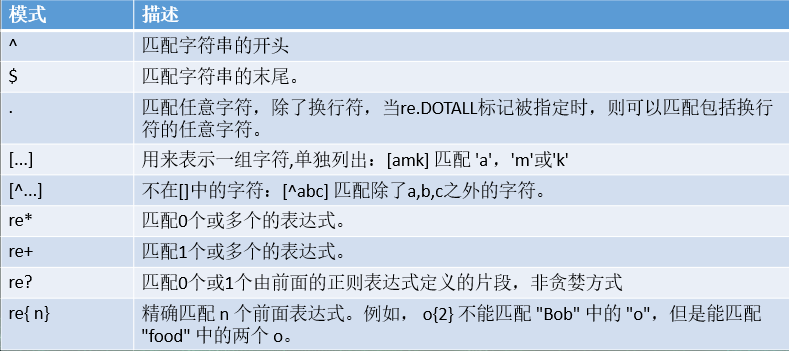 模式 描述
^ 匹配字符串的开头
$ 匹配字符串的末尾。
. 匹配任意字符，除了换行符，当re.DOTALL标记被指定时，则可以匹配包括换行
符的任意字符。
[...] 用来表示一组字符,单独列出：[amk] 匹配 'a'，'m'或'k'
[^...] 不在[]中的字符：[^abc] 匹配除了a,b,c之外的字符。
re* 匹配0个或多个的表达式。
re+ 匹配1个或多个的表达式。
re? 匹配0个或1个由前面的正则表达式定义的片段，非贪婪方式
re{ n} 精确匹配 n 个前面表达式。例如， o{2} 不能匹配 "Bob" 中的 "o"，但是能匹配
"food" 中的两个 o。